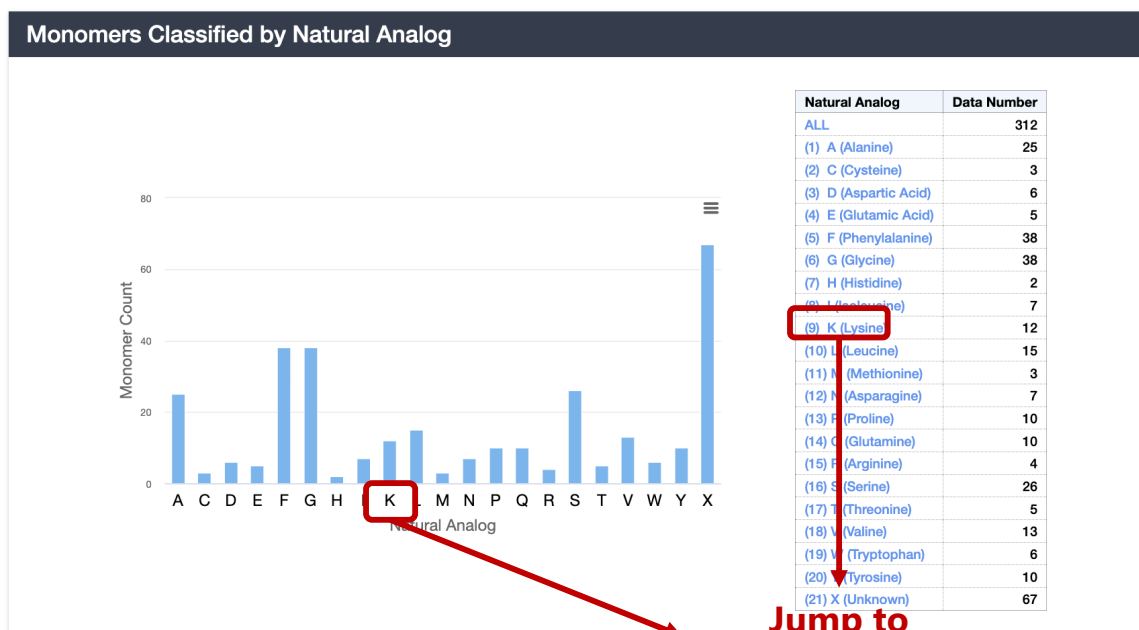 Monomers Classified by Natural Analog
80
60
40
20
0
Monomer Count
A C D E F G H K L M N P Q R S T V W Y X
Natural Analog
Natural Analog Data Number
ALL 312
(1) A (Alanine) 25
(2) C (Cysteine) 3
(3) D (Aspartic Acid) 6
(4) E (Glutamic Acid) 5
(5) F (Phenylalanine) 38
(6) G (Glycine) 38
(7) H (Histidine) 2
(8) I (Isoleucine) 7
(9) K (Lysine) 12
(10) L (Leucine) 15
(11) M (Methionine) 3
(12) N (Asparagine) 7
(13) P (Proline) 10
(14) Q (Glutamine) 10
(15) R (Arginine) 4
(16) S (Serine) 26
(17) T (Threonine) 5
(18) V (Valine) 13
(19) W (Tryptophan) 6
(20) Y (Tyrosine) 10
(21) X (Unknown) 67
Jump to